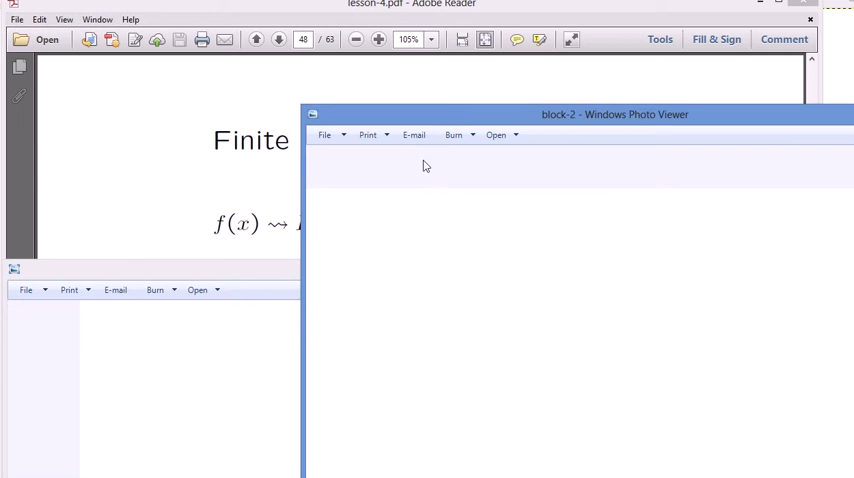 lesson-4.pdf - Adobe Reader
File Edit View Window Help
Open 48 / 63 105% Tools Fill & Sign Comment
block-2 - Windows Photo Viewer
File Print E-mail Burn Open
Finite
f(x) ⇝
File Print E-mail Burn Open